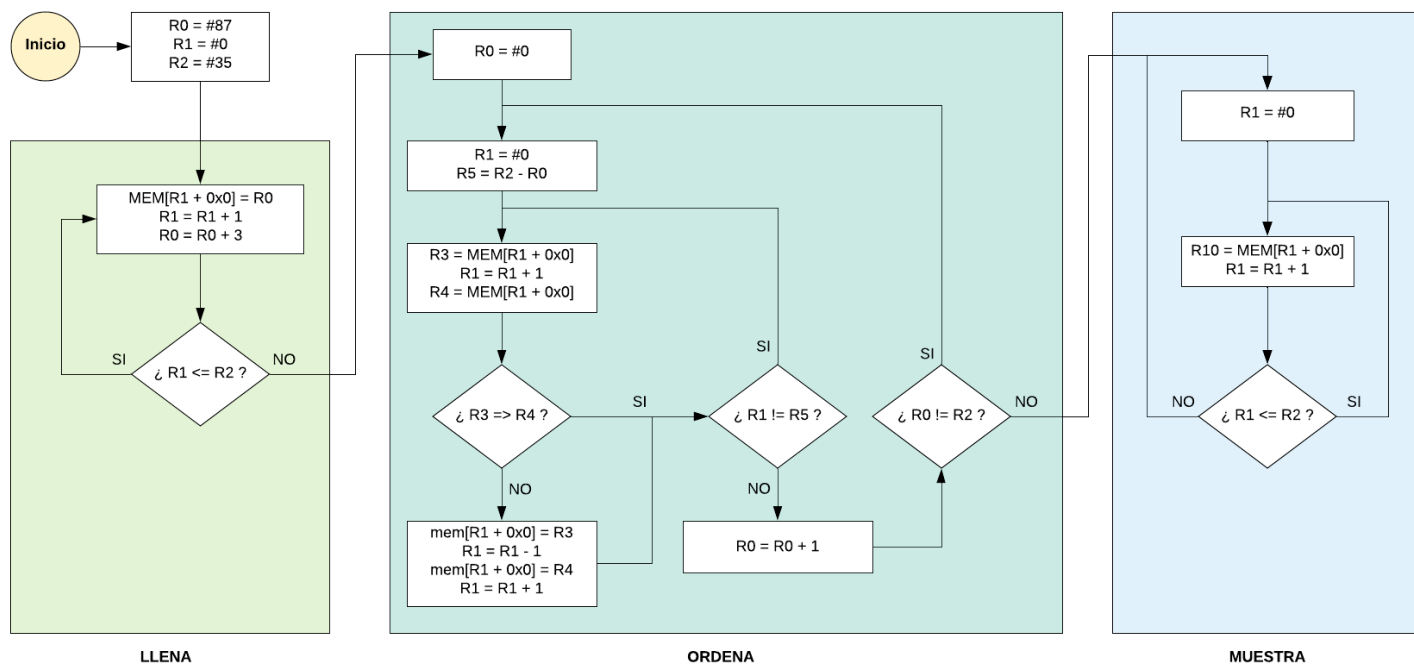 Inicio
R0 = #87
R1 = #0
R2 = #35
MEM[R1 + 0x0] = R0
R1 = R1 + 1
R0 = R0 + 3
¿ R1 <= R2 ?
SI
NO
LLENA
R0 = #0
R1 = #0
R5 = R2 - R0
R3 = MEM[R1 + 0x0]
R1 = R1 + 1
R4 = MEM[R1 + 0x0]
¿ R3 => R4 ?
SI
NO
mem[R1 + 0x0] = R3
R1 = R1 - 1
mem[R1 + 0x0] = R4
R1 = R1 + 1
¿ R1 != R5 ?
SI
NO
R0 = R0 + 1
¿ R0 != R2 ?
SI
NO
ORDENA
R1 = #0
R10 = MEM[R1 + 0x0]
R1 = R1 + 1
¿ R1 <= R2 ?
NO
SI
MUESTRA